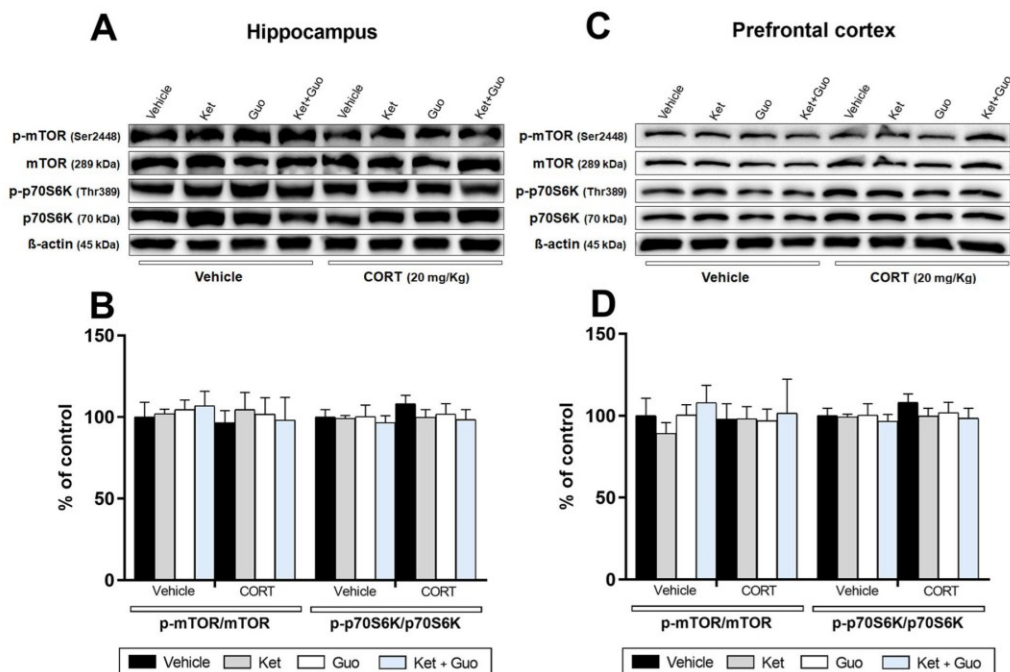 A
Hippocampus
Vehicle
Ket
Guo
Ket+Guo
Vehicle
Ket
Guo
Ket+Guo
p-mTOR (Ser2448)
mTOR (289 kDa)
p-p70S6K (Thr389)
p70S6K (70 kDa)
ß-actin (45 kDa)
Vehicle
CORT (20 mg/Kg)
C
Prefrontal cortex
Vehicle
Ket
Guo
Ket+Guo
Vehicle
Ket
Guo
Ket+Guo
p-mTOR (Ser2448)
mTOR (289 kDa)
p-p70S6K (Thr389)
p70S6K (70 kDa)
ß-actin (45 kDa)
Vehicle
CORT (20 mg/Kg)
B
% of control
150
100
50
0
Vehicle
CORT
Vehicle
CORT
p-mTOR/mTOR
p-p70S6K/p70S6K
Vehicle
Ket
Guo
Ket + Guo
D
% of control
150
100
50
0
Vehicle
CORT
Vehicle
CORT
p-mTOR/mTOR
p-p70S6K/p70S6K
Vehicle
Ket
Guo
Ket + Guo